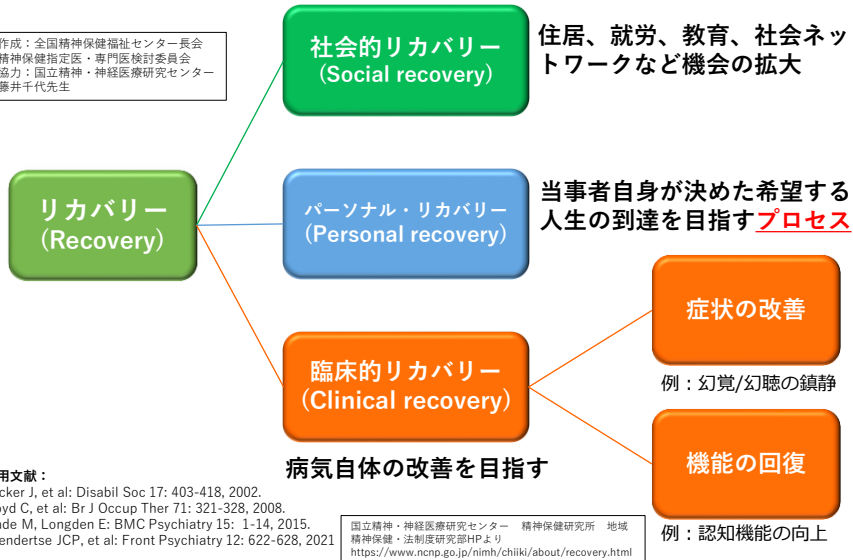 作成：全国精神保健福祉センター長会
精神保健指定医・専門医検討委員会
協力：国立精神・神経医療研究センター
藤井千代先生
社会的リカバリー
(Social recovery)
住居、就労、教育、社会ネッ
トワークなど機会の拡大
リカバリー
(Recovery)
パーソナル・リカバリー
(Personal recovery)
当事者自身が決めた希望する
人生の到達を目指すプロセス
臨床的リカバリー
(Clinical recovery)
病気自体の改善を目指す
症状の改善
例：幻覚/幻聴の鎮静
機能の回復
例：認知機能の向上
用文献：
cker J, et al: Disabil Soc 17: 403-418, 2002.
oyd C, et al: Br J Occup Ther 71: 321-328, 2008.
de M, Longden E: BMC Psychiatry 15: 1-14, 2015.
endertse JCP, et al: Front Psychiatry 12: 622-628, 2021
国立精神・神経医療研究センター　精神保健研究所　地域
精神保健・法制度研究部HPより
https://www.ncnp.go.jp/nimh/chiiki/about/recovery.html